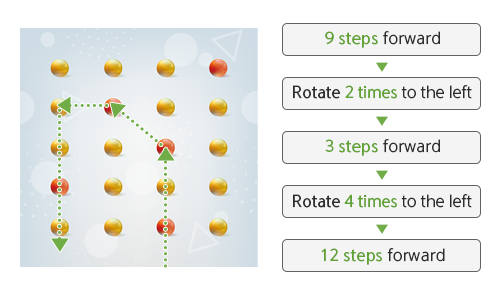 9 steps forward
Rotate 2 times to the left
3 steps forward
Rotate 4 times to the left
12 steps forward